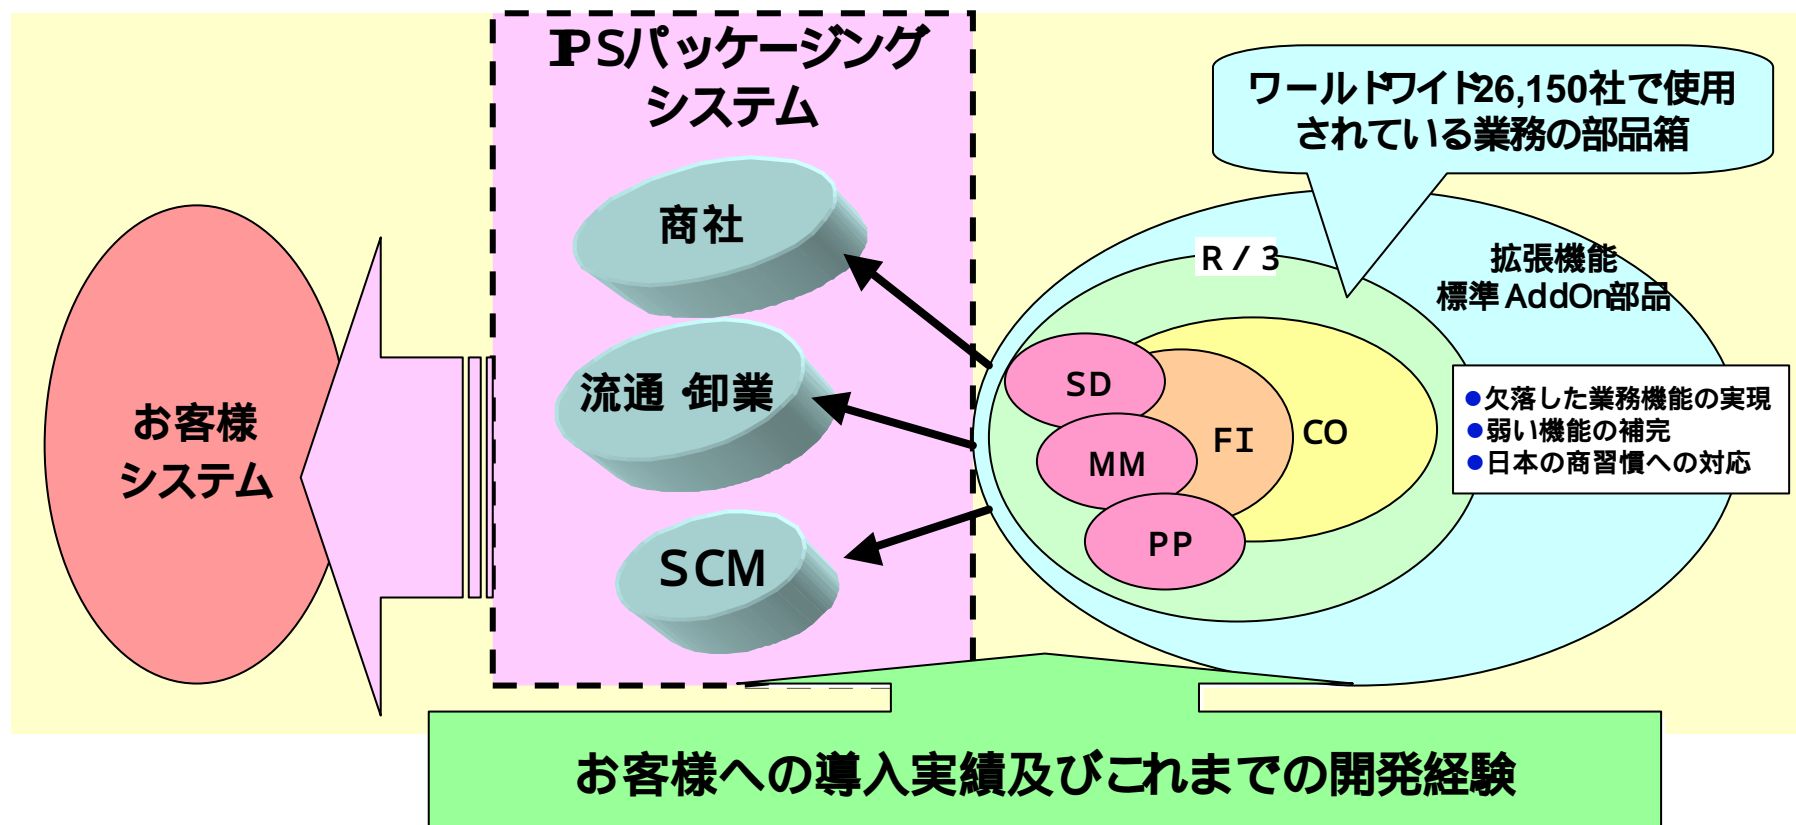 IPSパッケージング
システム
ワールドワイド26,150社で使用
されている業務の部品箱
商社
R/3
拡張機能
標準AddOn部品
流通・卸業
SD
●欠落した業務機能の実現
●弱い機能の補完
●日本の商習慣への対応
お客様
システム
FI
CO
MM
PP
SCM
お客様への導入実績及びこれまでの開発経験